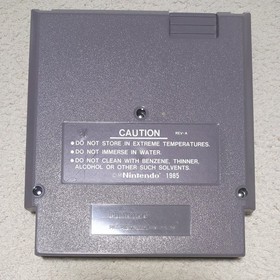 CAUTION
REV-A
•DO NOT STORE IN EXTREME TEMPERATURES.
•DO NOT IMMERSE IN WATER.
•DO NOT CLEAN WITH BENZENE, THINNER,
ALCOHOL OR OTHER SUCH SOLVENTS.
©Nintendo 1985